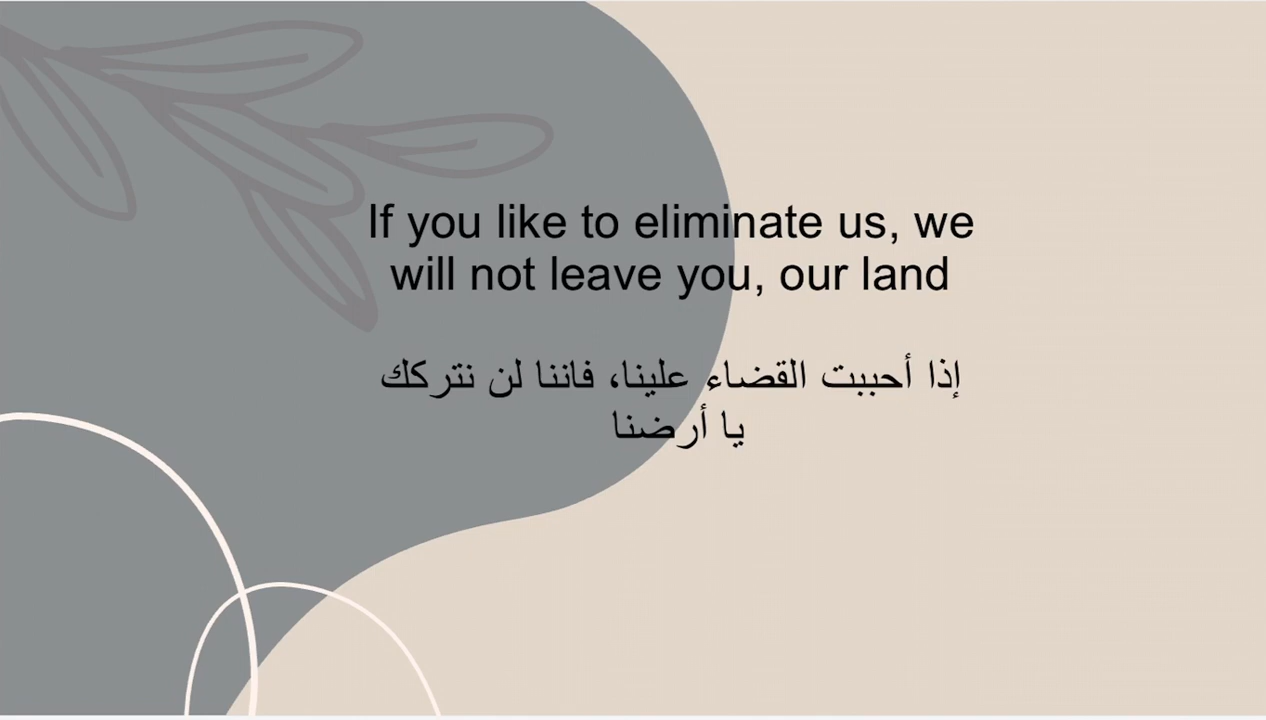 If you like to eliminate us, we
will not leave you, our land
إذا أحببت القضاء علينا، فاننا لن نتركك
يا أرضنا